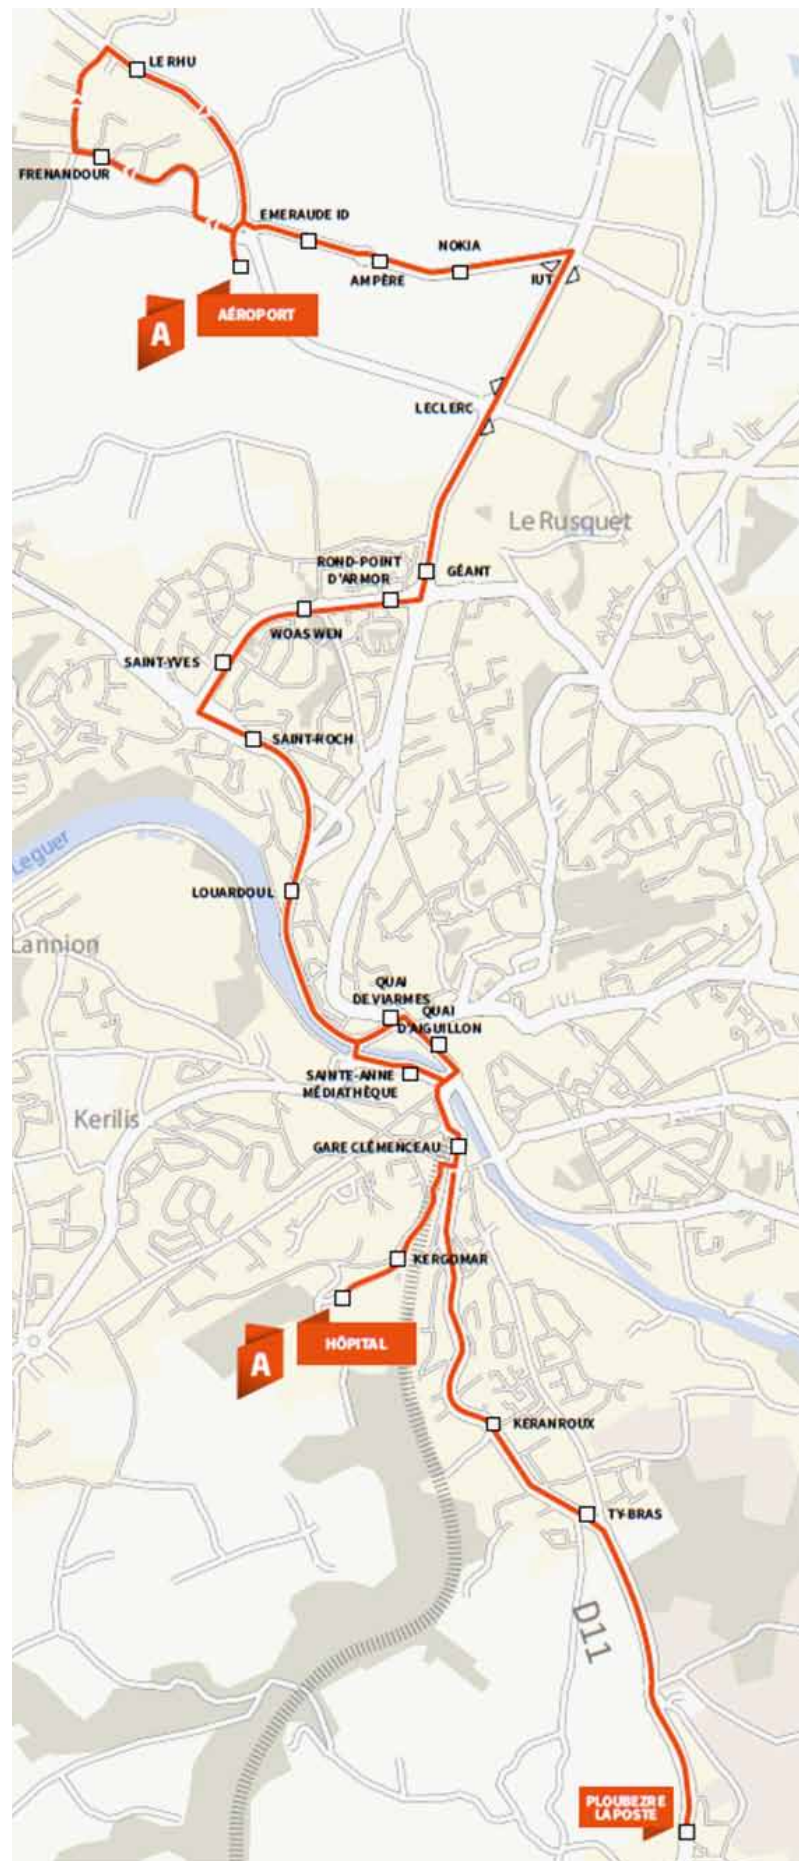 LE RHU
FRENANDOUR
EMERAUDE ID
NOKIA
AMPÈRE
IUT
A
AÉROPORT
LECLERC
Le Rusquet
ROND-POINT
D'ARMOR
GÉANT
WOAS WEN
SAINT-YVES
SAINT-ROCH
Leguer
LOUARDOUL
Lannion
QUAI
DE VIARMES
QUAI
D'AIGUILLON
SAINTE-ANNE
MÉDIATHÈQUE
Kerilis
GARE CLÉMENCEAU
KERGOMAR
A
HÔPITAL
KERANROUX
TY-BRAS
D11
PLOUBEZRE
LA POSTE